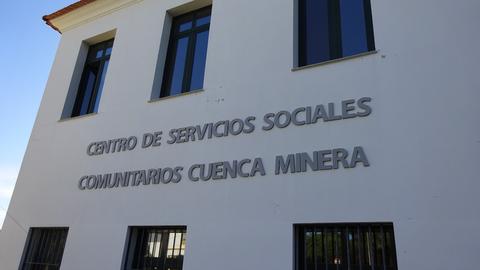 CENTRO DE SERVICIOS SOCIALES
COMUNITARIOS CUENCA MINERA